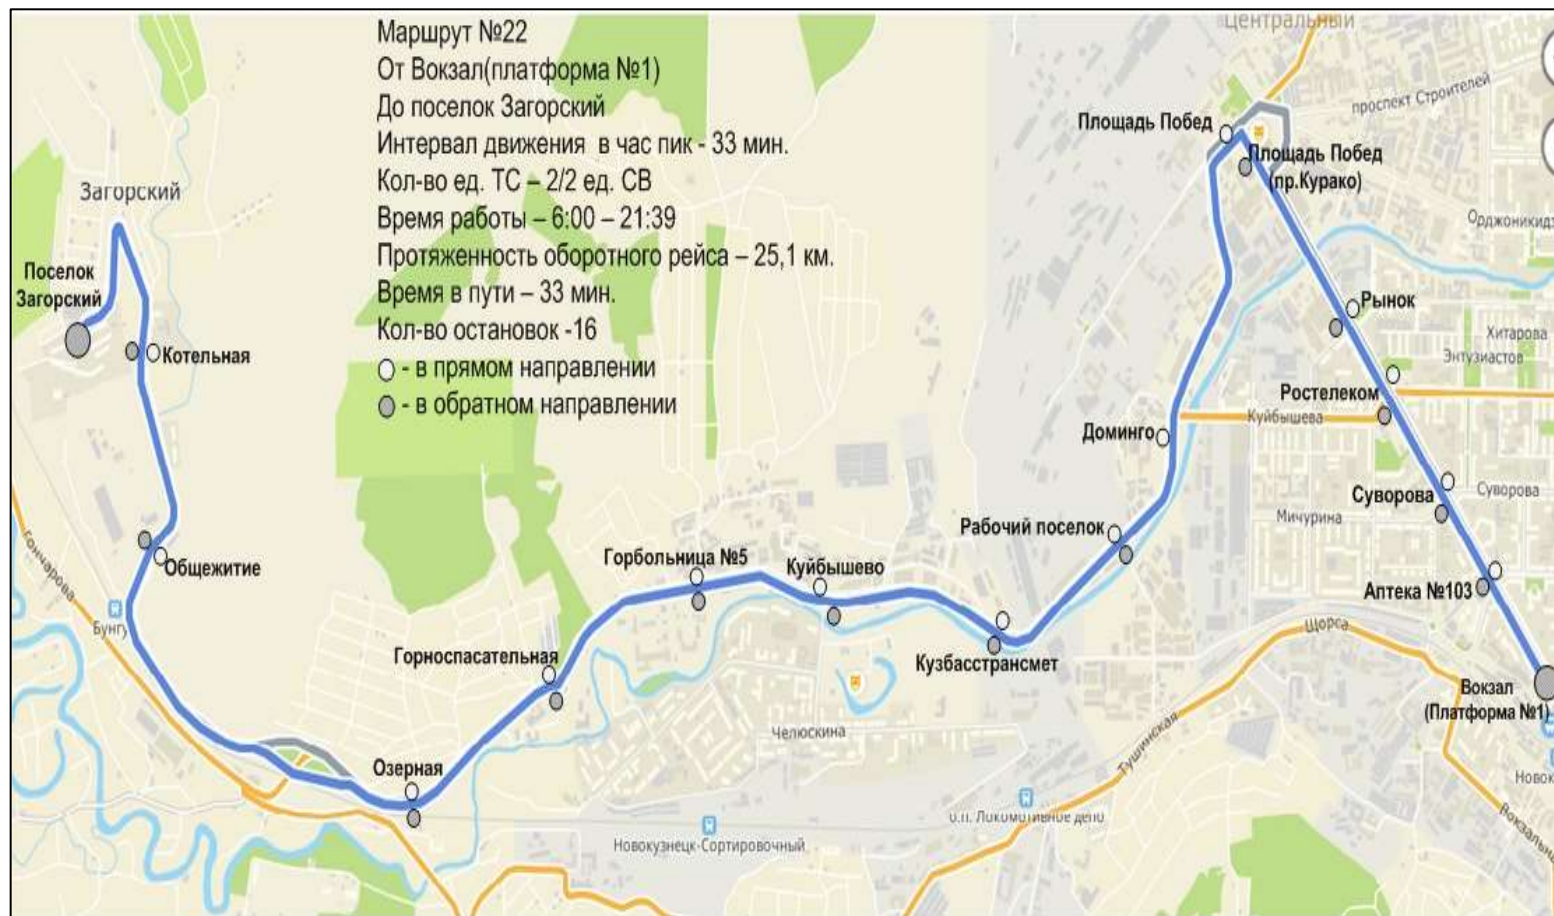 Маршрут №22
От Вокзал(платформа №1)
До поселок Загорский
Интервал движения в час пик - 33 мин.
Кол-во ед. ТС – 2/2 ед. СВ
Время работы – 6:00 – 21:39
Протяженность оборотного рейса – 25,1 км.
Время в пути – 33 мин.
Кол-во остановок -16
- в прямом направлении
- в обратном направлении
Центральный
проспект Строителей
Площадь Побед
Площадь Побед
(пр.Курако)
Загорский
Орджоникидз
Поселок
Загорский
Рынок
Хитарова
Энтузиастов
Котельная
Ростелеком
Куйбышева
Доминго
Суворова
Суворова
Мичурина
Рабочий поселок
Гончарова
Общежитие
Горбольница №5
Куйбышево
Аптека №103
Бунгу
Щорса
Горноспасательная
Кузбасстрансмет
Вокзал
(Платформа №1)
Челюскина
Тушинская
Озерная
Новок
о.п. Локомотивное депо
Новокузнецк-Сортировочный
Вокзальн